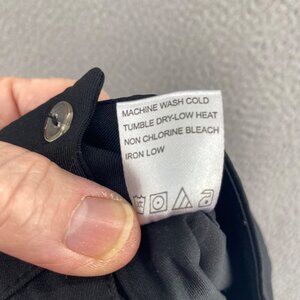 MACHINE WASH COLD
TUMBLE DRY-LOW HEAT
NON CHLORINE BLEACH
IRON LOW